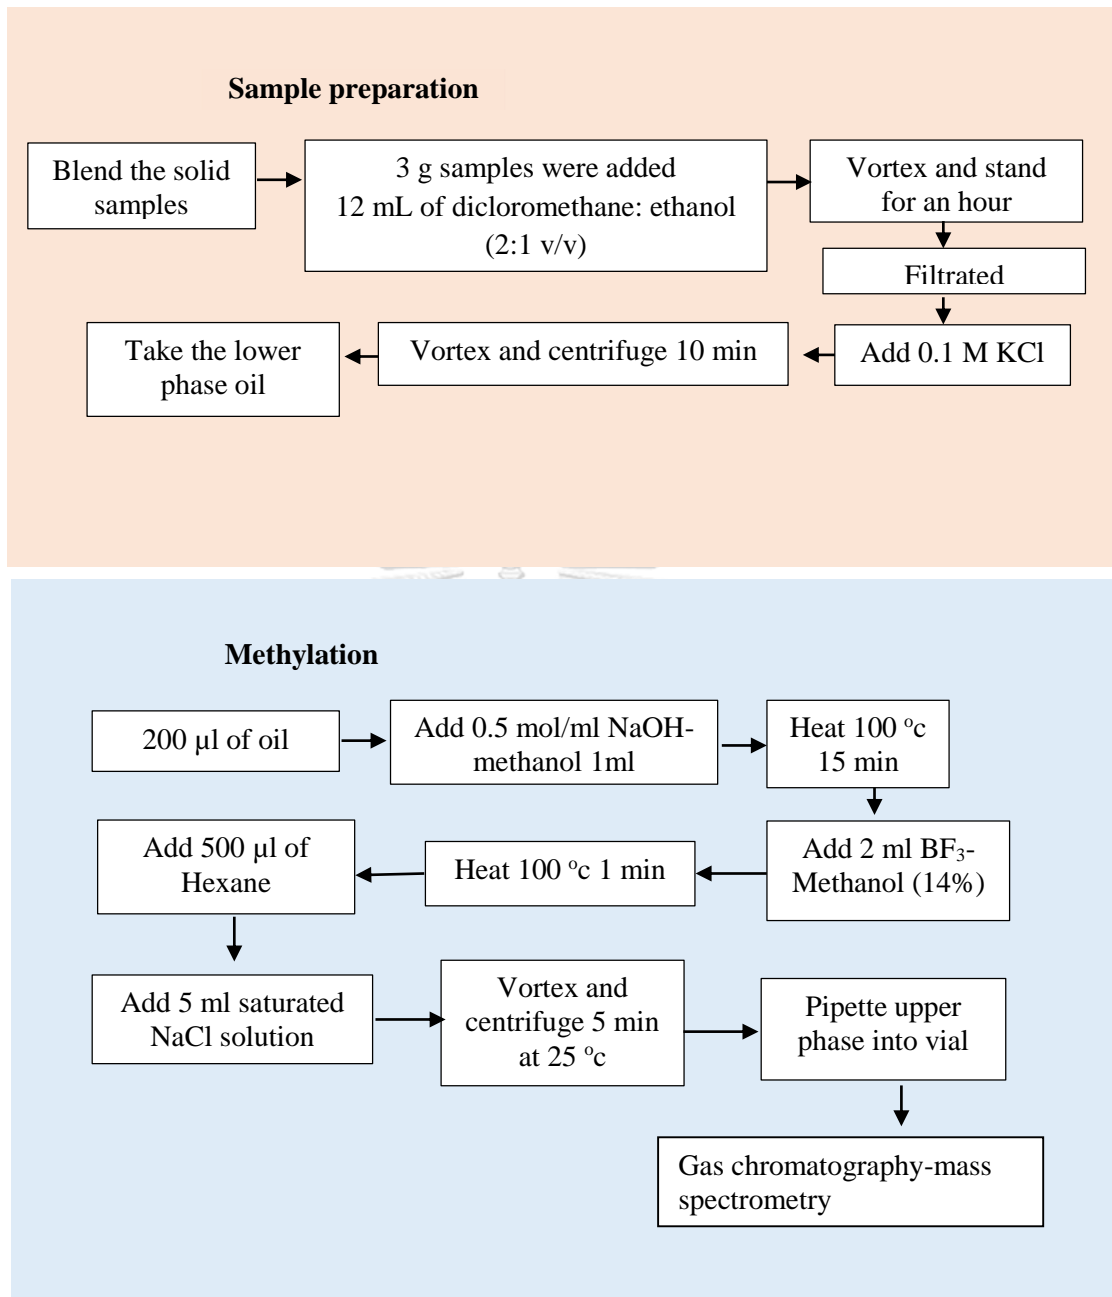 Sample preparation
Blend the solid
samples
3 g samples were added
12 mL of dicloromethane: ethanol
(2:1 v/v)
Vortex and stand
for an hour
Filtrated
Add 0.1 M KCl
Vortex and centrifuge 10 min
Take the lower
phase oil
Methylation
200 µl of oil
Add 0.5 mol/ml NaOH-
methanol 1ml
Heat 100 °c
15 min
Add 2 ml BF₃-
Methanol (14%)
Heat 100 °c 1 min
Add 500 µl of
Hexane
Add 5 ml saturated
NaCl solution
Vortex and
centrifuge 5 min
at 25 °c
Pipette upper
phase into vial
Gas chromatography-mass
spectrometry